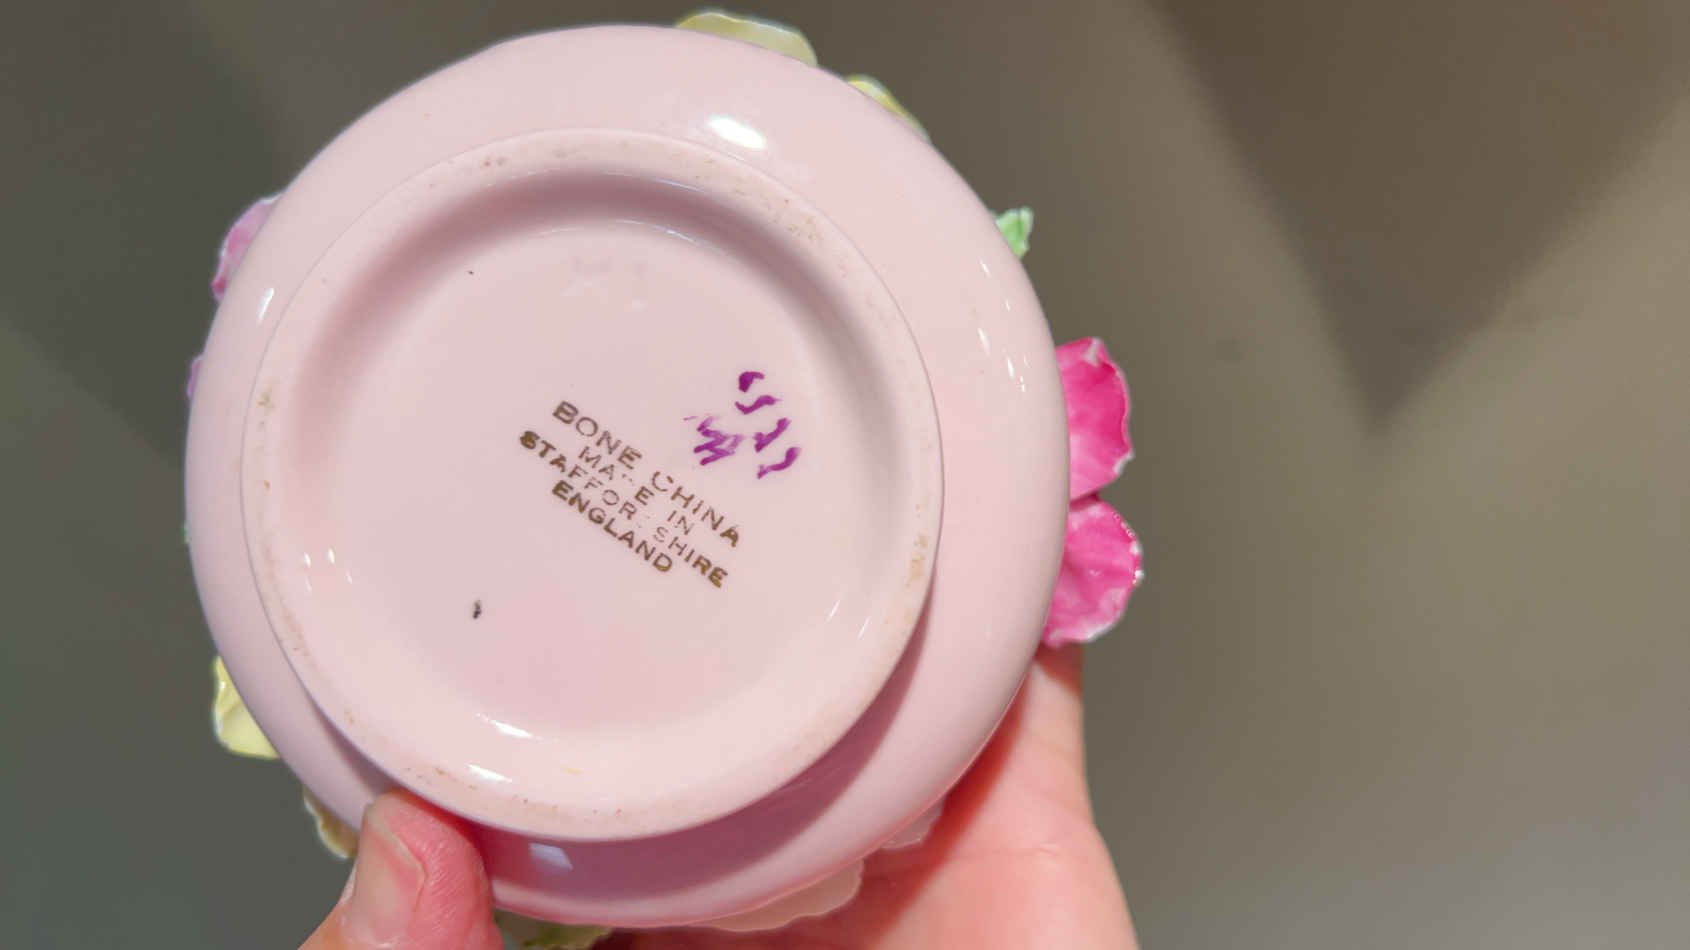 BONE CHINA
MADE IN
STAFFORDSHIRE
ENGLAND